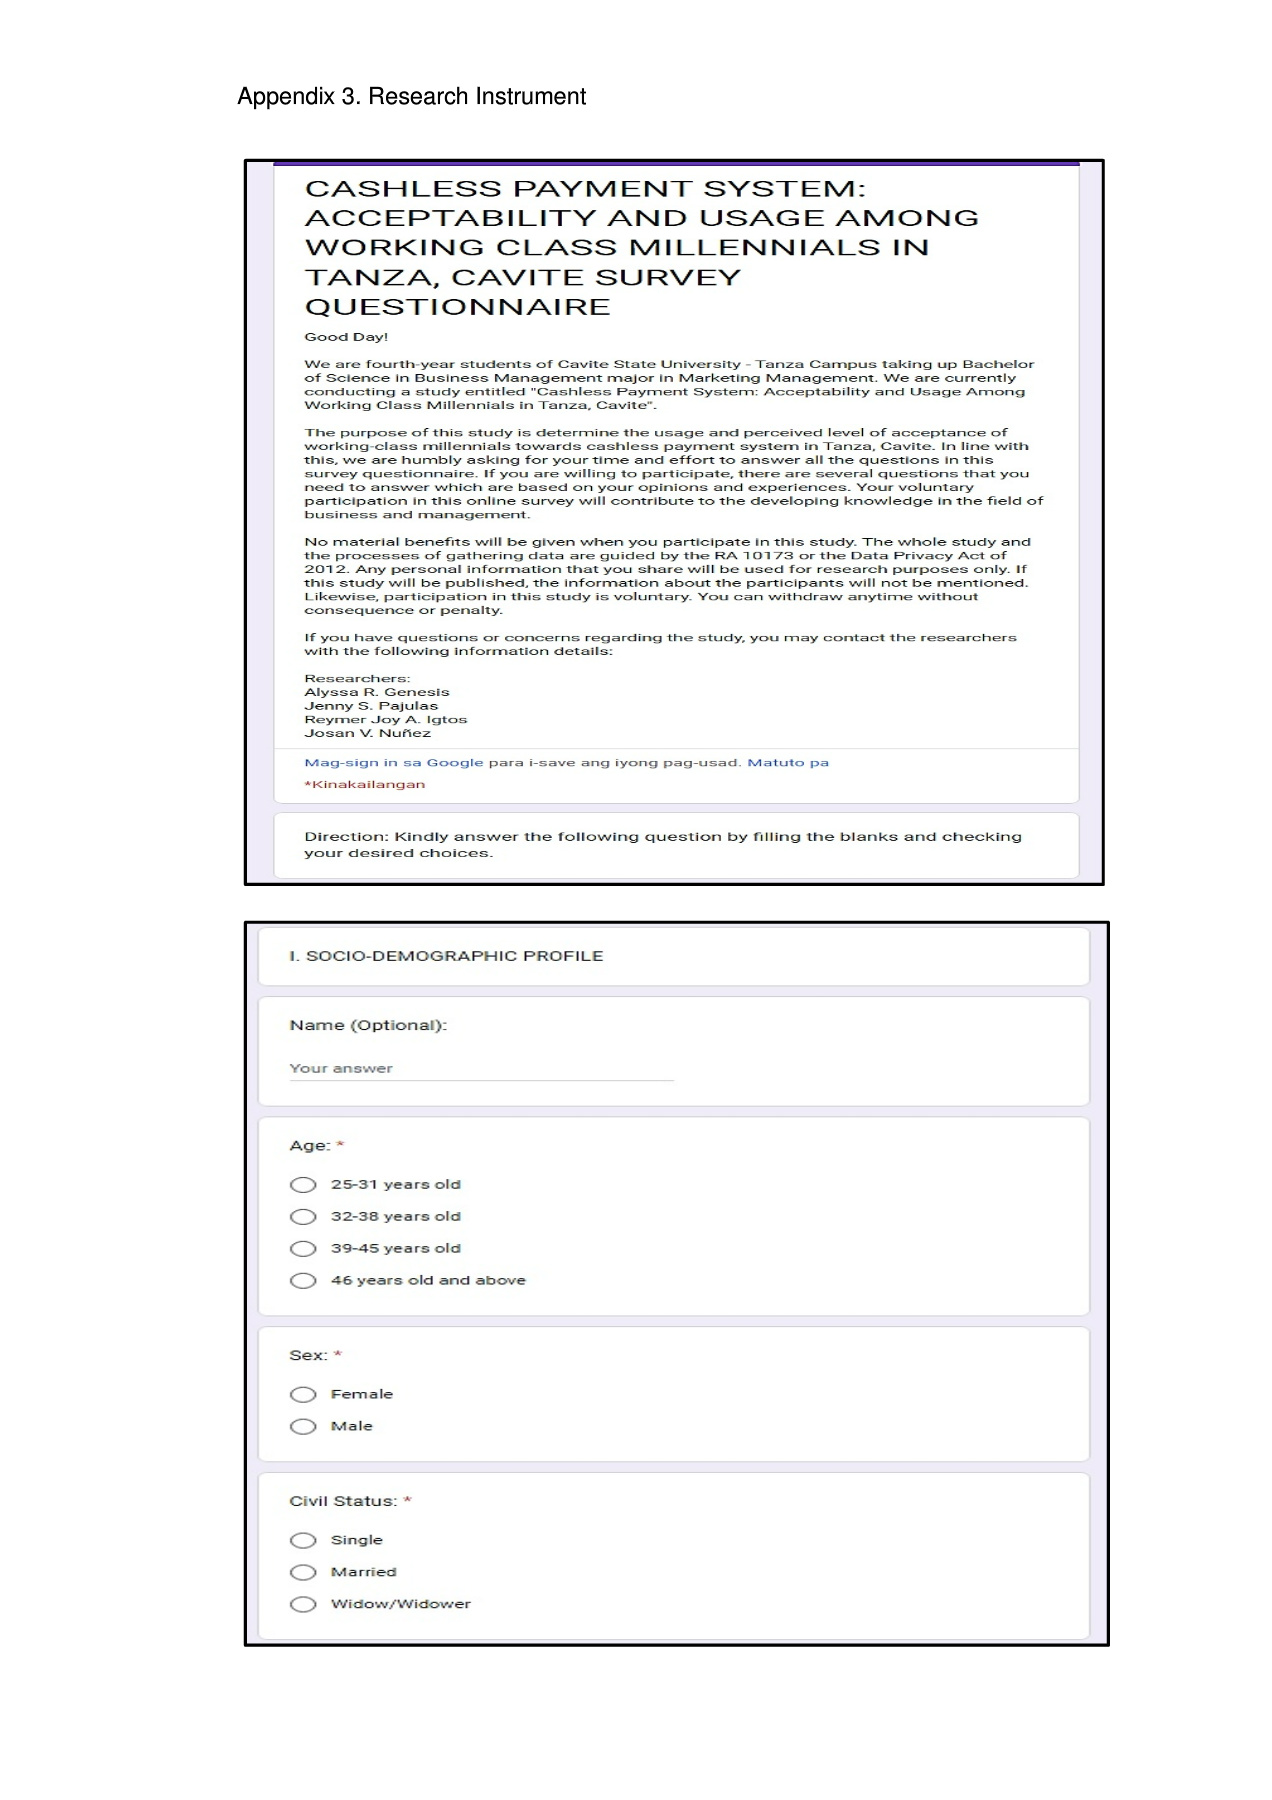 Appendix 3. Research Instrument
CASHLESS PAYMENT SYSTEM:
ACCEPTABILITY AND USAGE AMONG
WORKING CLASS MILLENNIALS IN
TANZA, CAVITE SURVEY
QUESTIONNAIRE
Good Day!
We are fourth-year students of Cavite State University - Tanza Campus taking up Bachelor
of Science in Business Management major in Marketing Management. We are currently
conducting a study entitled "Cashless Payment System: Acceptability and Usage Among
Working Class Millennials in Tanza, Cavite".
The purpose of this study is determine the usage and perceived level of acceptance of
working-class millennials towards cashless payment system in Tanza, Cavite. In line with
this, we are humbly asking for your time and effort to answer all the questions in this
survey questionnaire. If you are willing to participate, there are several questions that you
need to answer which are based on your opinions and experiences. Your voluntary
participation in this online survey will contribute to the developing knowledge in the field of
business and management.
No material benefits will be given when you participate in this study. The whole study and
the processes of gathering data are guided by the RA 10173 or the Data Privacy Act of
2012. Any personal information that you share will be used for research purposes only. If
this study will be published, the information about the participants will not be mentioned.
Likewise, participation in this study is voluntary. You can withdraw anytime without
consequence or penalty.
If you have questions or concerns regarding the study, you may contact the researchers
with the following information details:
Researchers:
Alyssa R. Genesis
Jenny S. Pajulas
Reymer Joy A. Igtos
Josan V. Nuñez
Mag-sign in sa Google para i-save ang iyong pag-usad. Matuto pa
*Kinakailangan
Direction: Kindly answer the following question by filling the blanks and checking
your desired choices.
I. SOCIO-DEMOGRAPHIC PROFILE
Name (Optional):
Your answer
Age: *
25-31 years old
32-38 years old
39-45 years old
46 years old and above
Sex: *
Female
Male
Civil Status: *
Single
Married
Widow/Widower